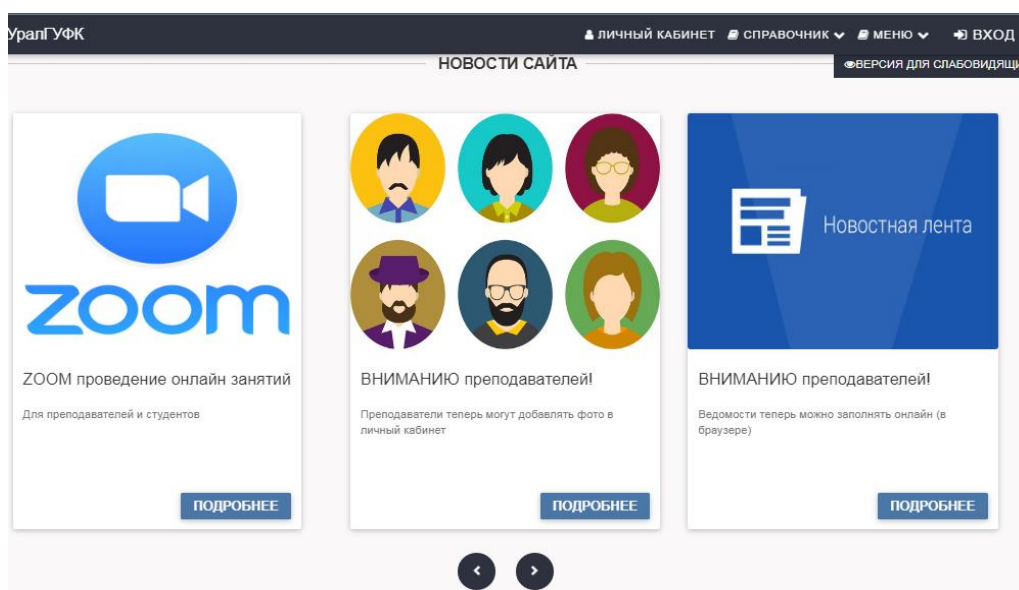 УралГУФК
ЛИЧНЫЙ КАБИНЕТ СПРАВОЧНИК МЕНЮ ВХОД
НОВОСТИ САЙТА
ВЕРСИЯ ДЛЯ СЛАБОВИДЯЩИ
zoom
ZOOM проведение онлайн занятий
Для преподавателей и студентов
ПОДРОБНЕЕ
ВНИМАНИЮ преподавателей!
Преподаватели теперь могут добавлять фото в
личный кабинет
ПОДРОБНЕЕ
Новостная лента
ВНИМАНИЮ преподавателей!
Ведомости теперь можно заполнять онлайн (в
браузере)
ПОДРОБНЕЕ